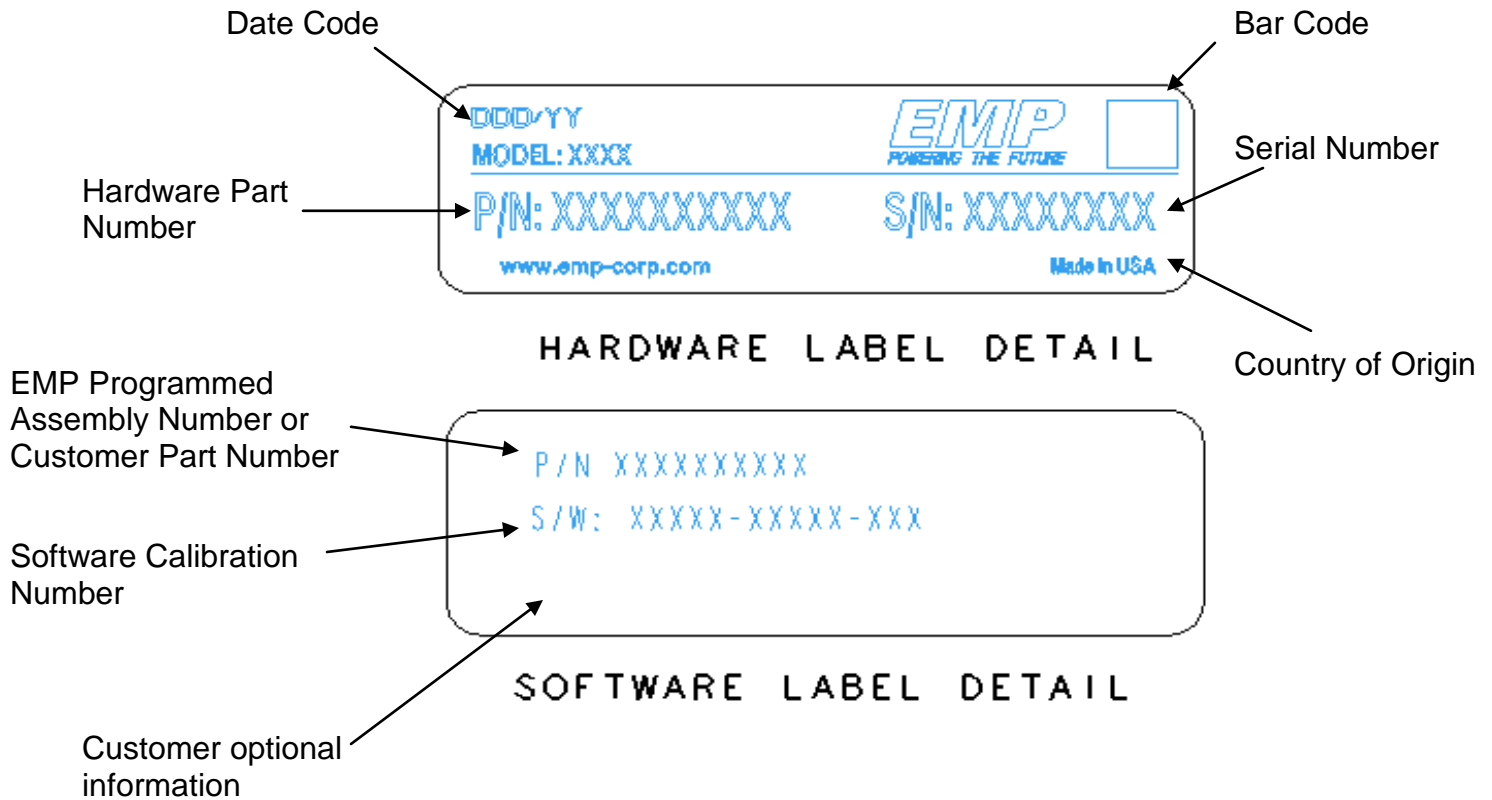 Date Code
Bar Code
DDD/YY
EMP
MODEL: XXXX
POWERING THE FUTURE
Serial Number
Hardware Part
Number
P/N: XXXXXXXXXX
S/N: XXXXXXXX
www.emp-corp.com
Made in USA
HARDWARE LABEL DETAIL
Country of Origin
EMP Programmed
Assembly Number or
Customer Part Number
P/N XXXXXXXXXX
S/W: XXXXX-XXXXX-XXX
Software Calibration
Number
SOFTWARE LABEL DETAIL
Customer optional
information